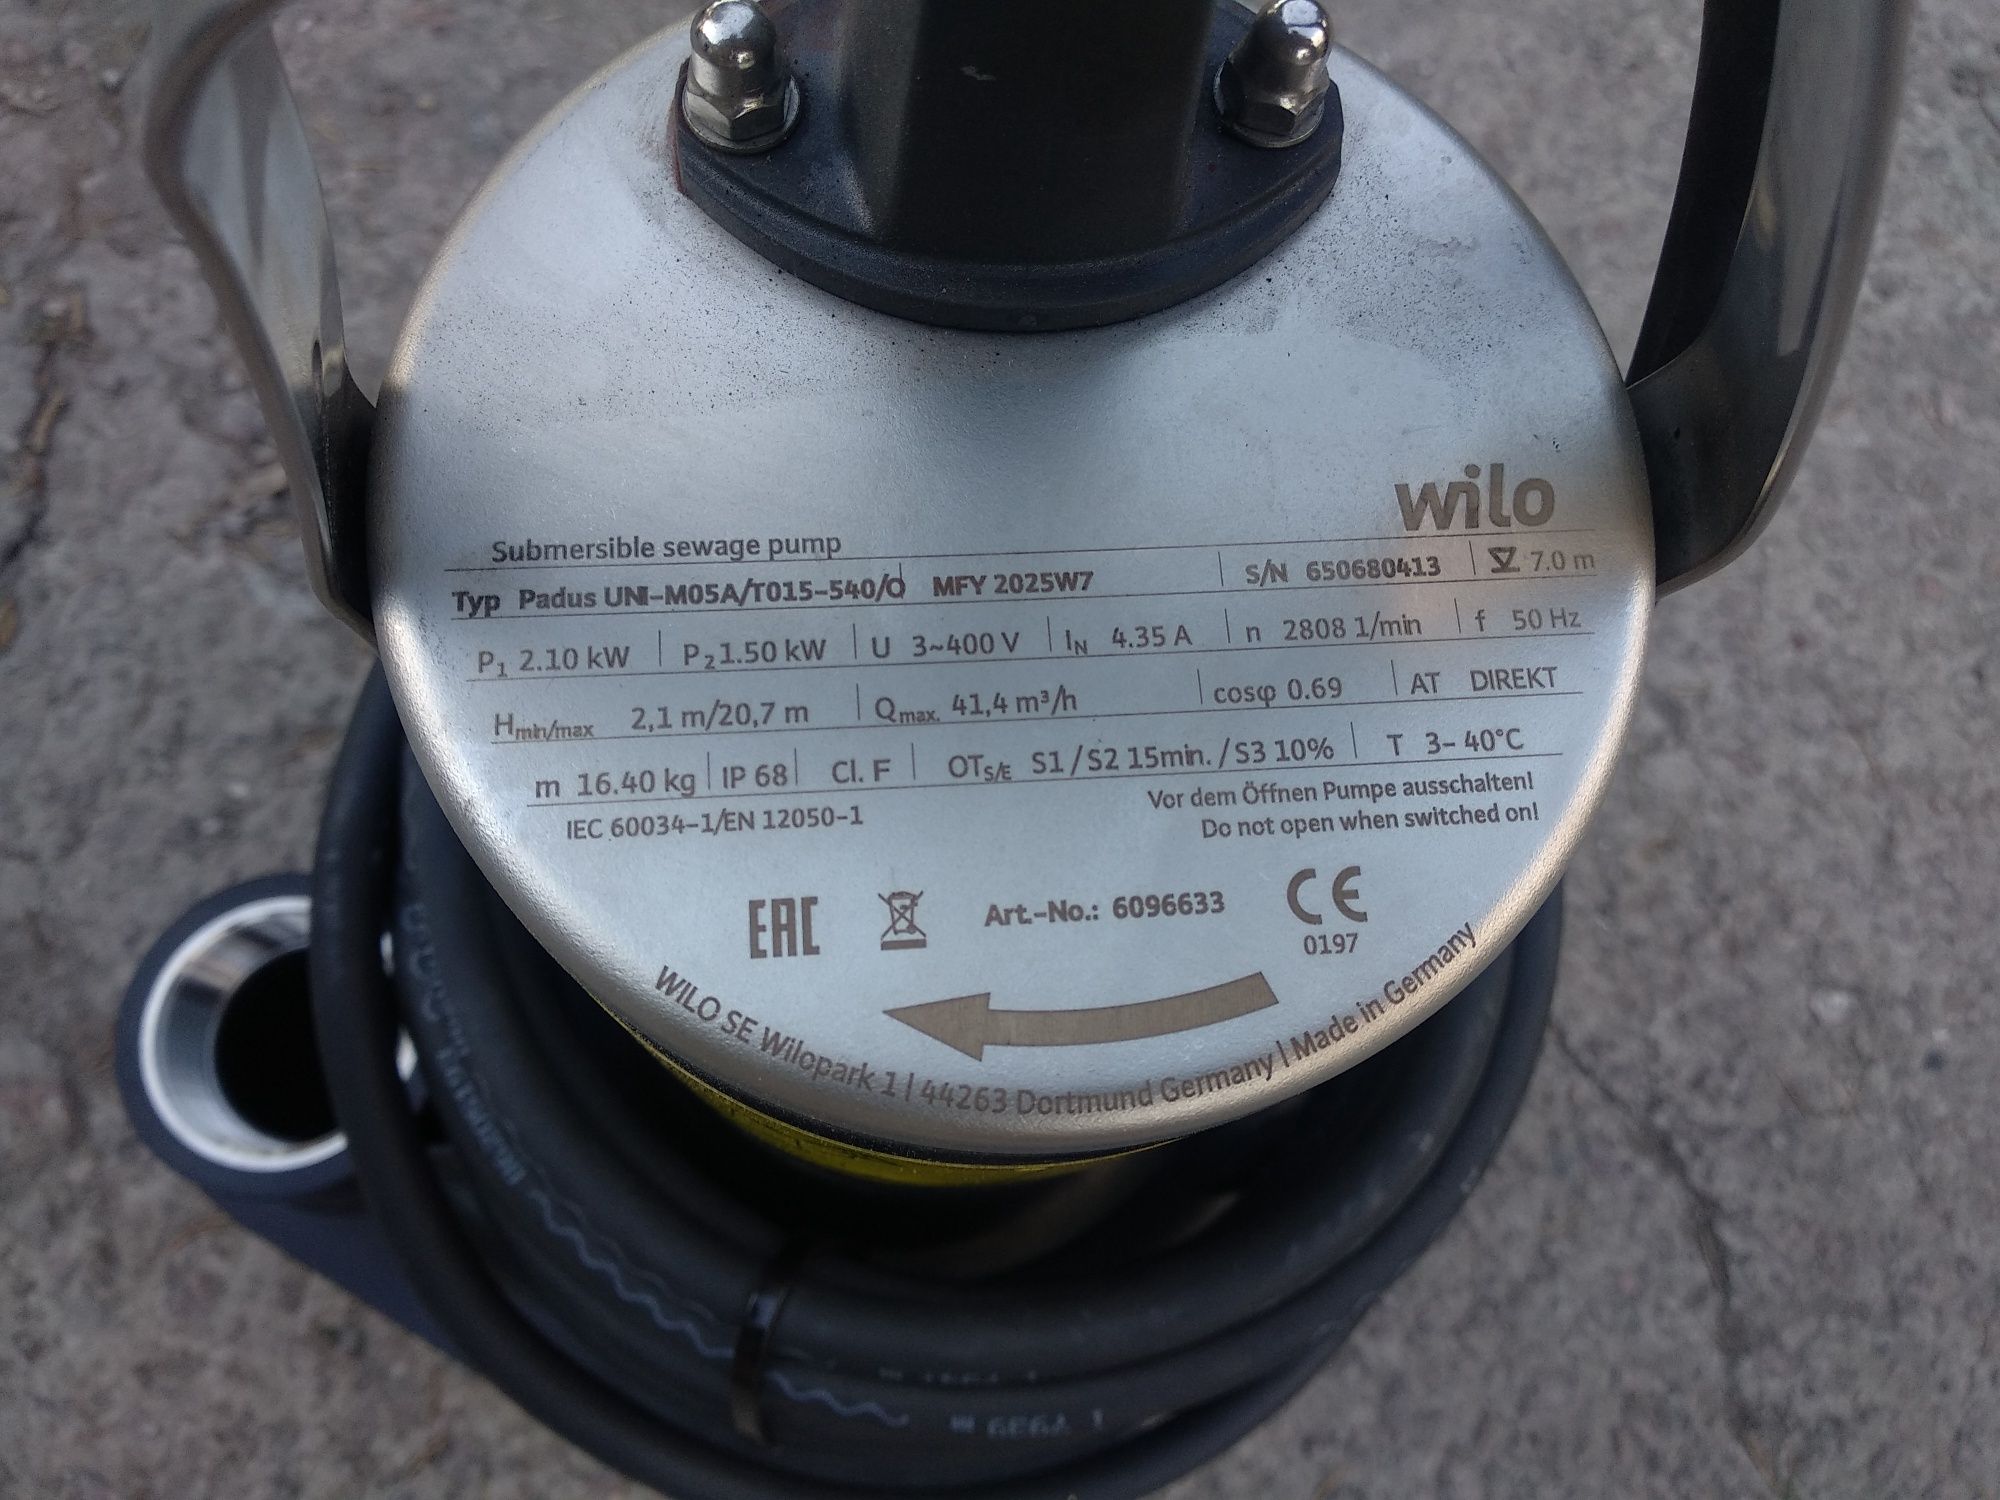 wilo
Submersible sewage pump
Typ Padus UNI-M05A/T015-540/O MFY 2025W7 S/N 650680413 7.0 m
P1 2.10 kW P2 1.50 kW U 3~400 V IN 4.35 A n 2808 1/min f 50 Hz
Hmin/max 2,1 m/20,7 m Qmax. 41,4 m³/h cosφ 0.69 AT DIREKT
m 16.40 kg IP 68 Cl. F OTS/E S1/S2 15min./S3 10% T 3-40°C
IEC 60034-1/EN 12050-1
Vor dem Öffnen Pumpe ausschalten!
Do not open when switched on!
EAC Art.-No.: 6096633 CE
0197
WILO SE Wilopark 1 | 44263 Dortmund Germany | Made in Germany